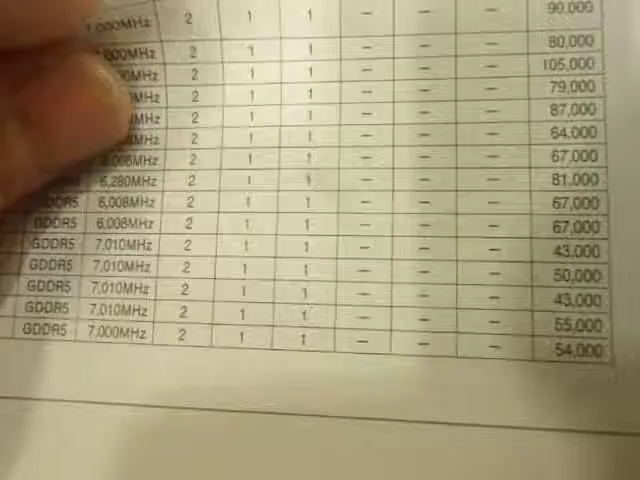 2 1 1 – – – 90,000
2 1 1 – – – 80,000
2 1 1 – – – 105,000
MHz 2 1 1 – – – 79,000
MHz 2 1 1 – – – 87,000
MHz 2 1 1 – – – 64,000
2 1 1 – – – 67,000
6,280MHz 2 1 1 – – – 81,000
GDDR5 6,008MHz 2 1 1 – – – 67,000
GDDR5 6,008MHz 2 1 1 – – – 67,000
GDDR5 7,010MHz 2 1 1 – – – 43,000
GDDR5 7,010MHz 2 1 1 – – – 50,000
GDDR5 7,010MHz 2 1 1 – – – 43,000
GDDR5 7,010MHz 2 1 1 – – – 55,000
GDDR5 7,000MHz 2 1 1 – – – 54,000